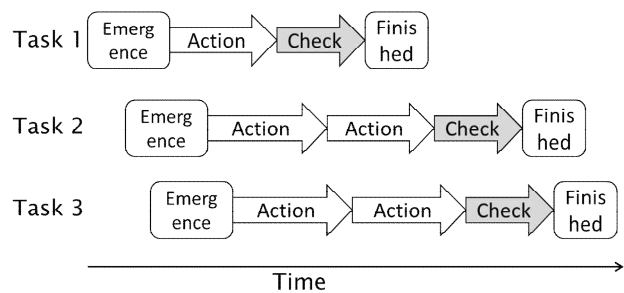 Task 1
Emerg
ence
Action
Check
Finis
hed
Task 2
Emerg
ence
Action
Action
Check
Finis
hed
Task 3
Emerg
ence
Action
Action
Check
Finis
hed
Time